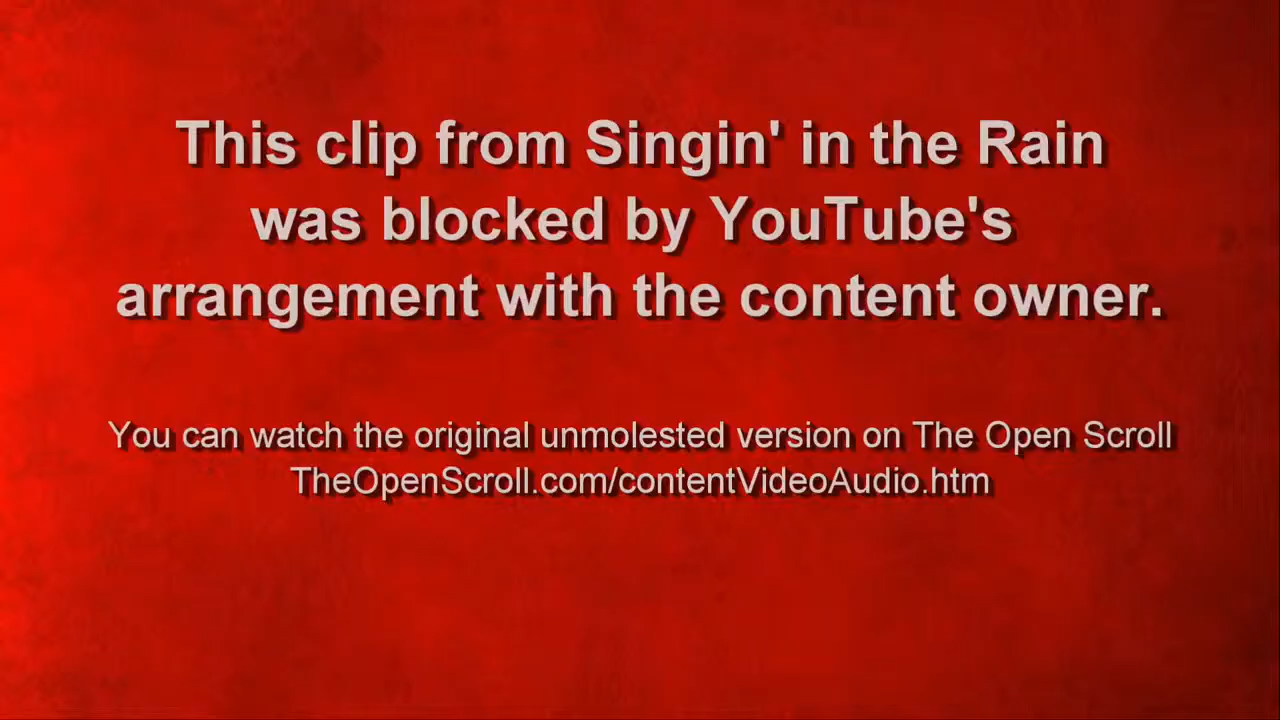 This clip from Singin' in the Rain
was blocked by YouTube's
arrangement with the content owner.
You can watch the original unmolested version on The Open Scroll
TheOpenScroll.com/contentVideoAudio.htm